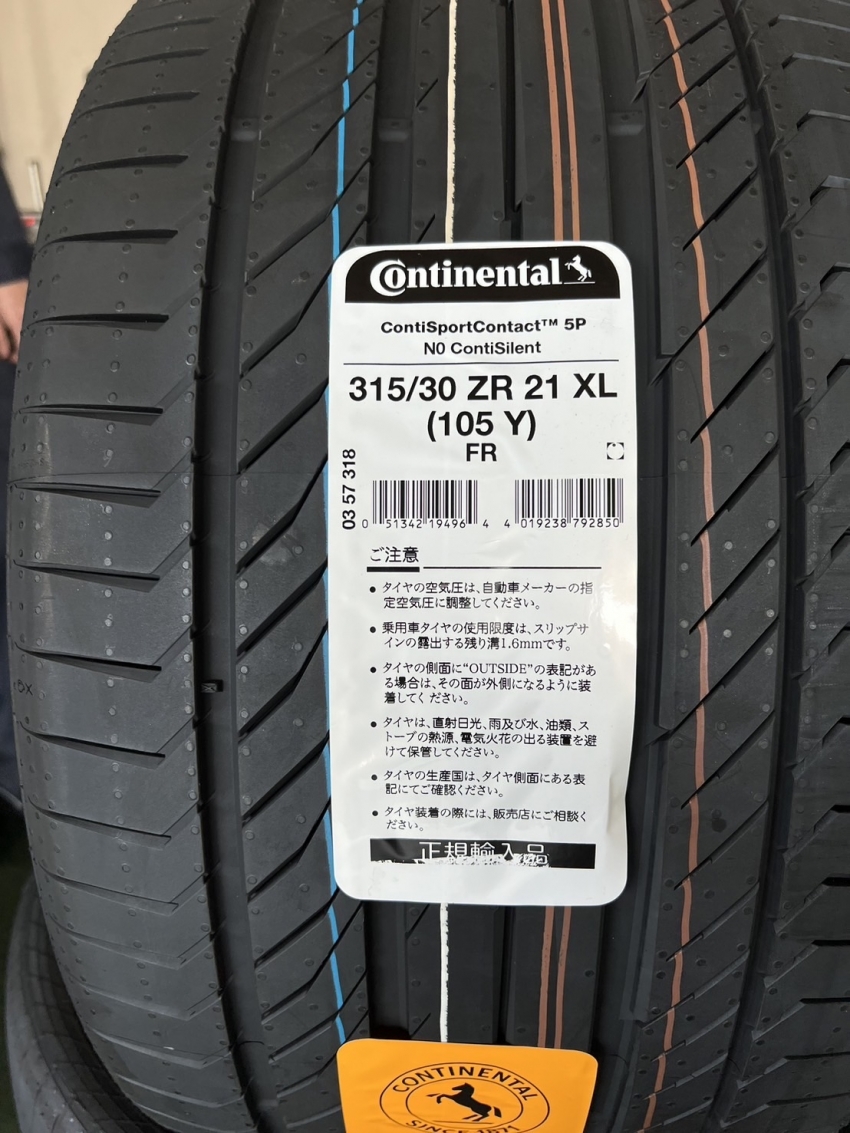 Continental
ContiSportContact™ 5P
N0 ContiSilent
315/30 ZR 21 XL
(105 Y)
FR
03 57 318
0 51342 19496 4
4 019238 792850
ご注意
● タイヤの空気圧は、自動車メーカーの指
定空気圧に調整してください。
● 乗用車タイヤの使用限度は、スリップサ
インの露出する残り溝1.6mmです。
● タイヤの側面に“OUTSIDE”の表記があ
る場合は、その面が外側になるように装
着してください。
● タイヤは、直射日光、雨及び水、油類、ス
トーブの熱源、電気火花の出る装置を避
けて保管してください。
● タイヤの生産国は、タイヤ側面にある表
記にてご確認ください。
● タイヤ装着の際には、販売店にご相談く
ださい。
正規輸入品
CONTINENTAL
SINCE 1871